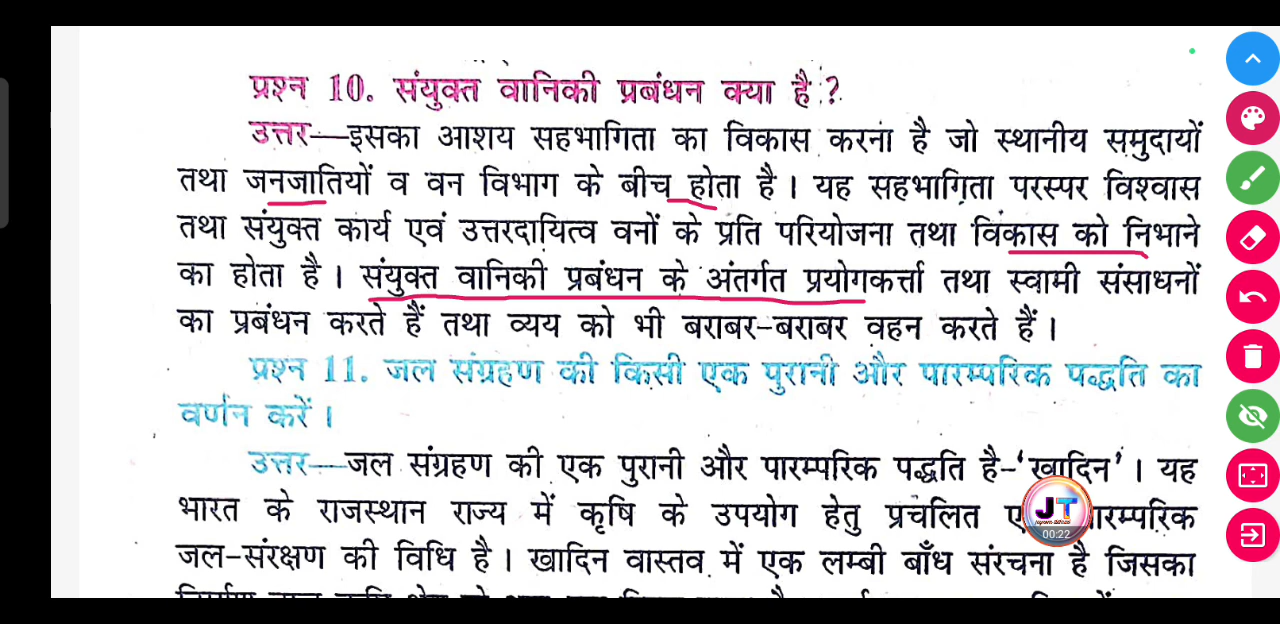 प्रश्न 10. संयुक्त वानिकी प्रबंधन क्या है ?
उत्तर—इसका आशय सहभागिता का विकास करना है जो स्थानीय समुदायों
तथा जनजातियों व वन विभाग के बीच होता है। यह सहभागिता परस्पर विश्वास
तथा संयुक्त कार्य एवं उत्तरदायित्व वनों के प्रति परियोजना तथा विकास को निभाने
का होता है। संयुक्त वानिकी प्रबंधन के अंतर्गत प्रयोगकर्त्ता तथा स्वामी संसाधनों
का प्रबंधन करते हैं तथा व्यय को भी बराबर-बराबर वहन करते हैं।
प्रश्न 11. जल संग्रहण की किसी एक पुरानी और पारम्परिक पद्धति का
वर्णन करें।
उत्तर—जल संग्रहण की एक पुरानी और पारम्परिक पद्धति है-'खादिन'। यह
भारत के राजस्थान राज्य में कृषि के उपयोग हेतु प्रचलित
JT
00:22
जल-संरक्षण की विधि है। खादिन वास्तव में एक लम्बी बाँध संरचना है जिसका